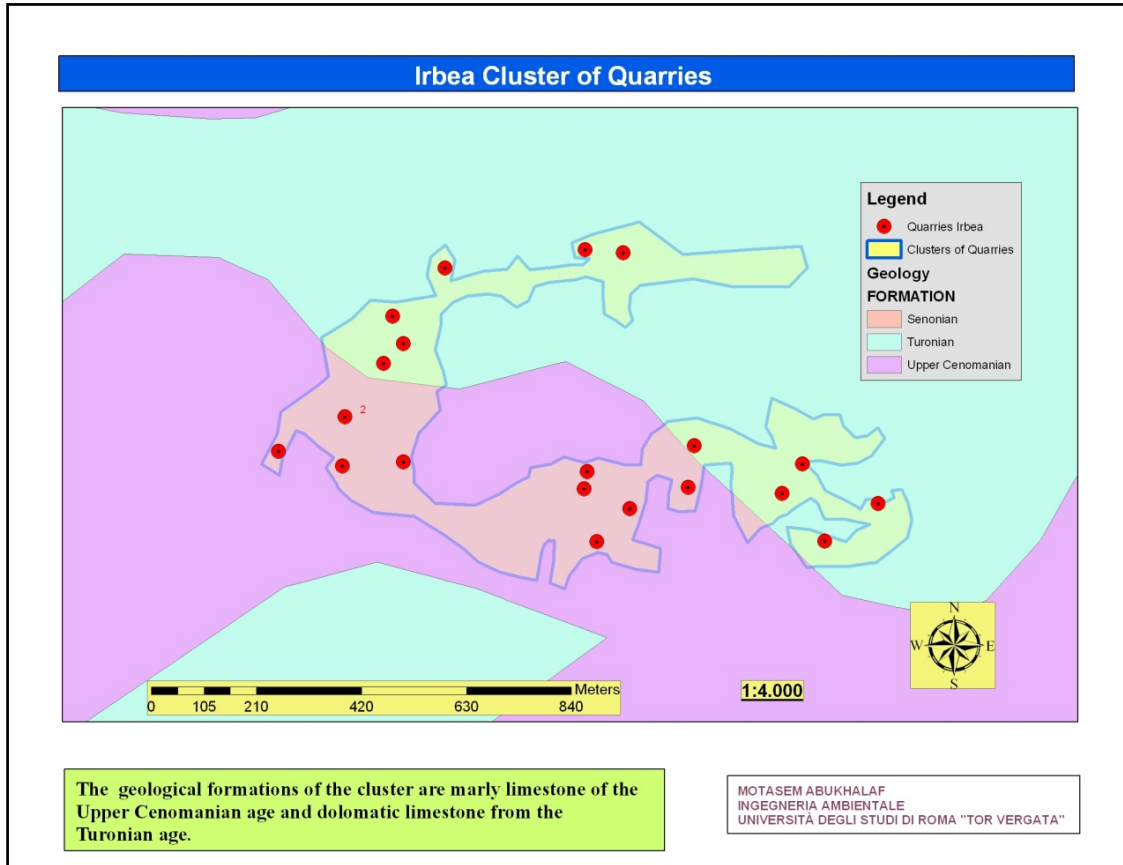 Irbea Cluster of Quarries
Legend
Quarries Irbea
Clusters of Quarries
Geology
FORMATION
Senonian
Turonian
Upper Cenomanian
2
N
W E
S
Meters
0 105 210 420 630 840
1:4.000
The geological formations of the cluster are marly limestone of the
Upper Cenomanian age and dolomatic limestone from the
Turonian age.
MOTASEM ABUKHALAF
INGEGNERIA AMBIENTALE
UNIVERSITÀ DEGLI STUDI DI ROMA "TOR VERGATA"